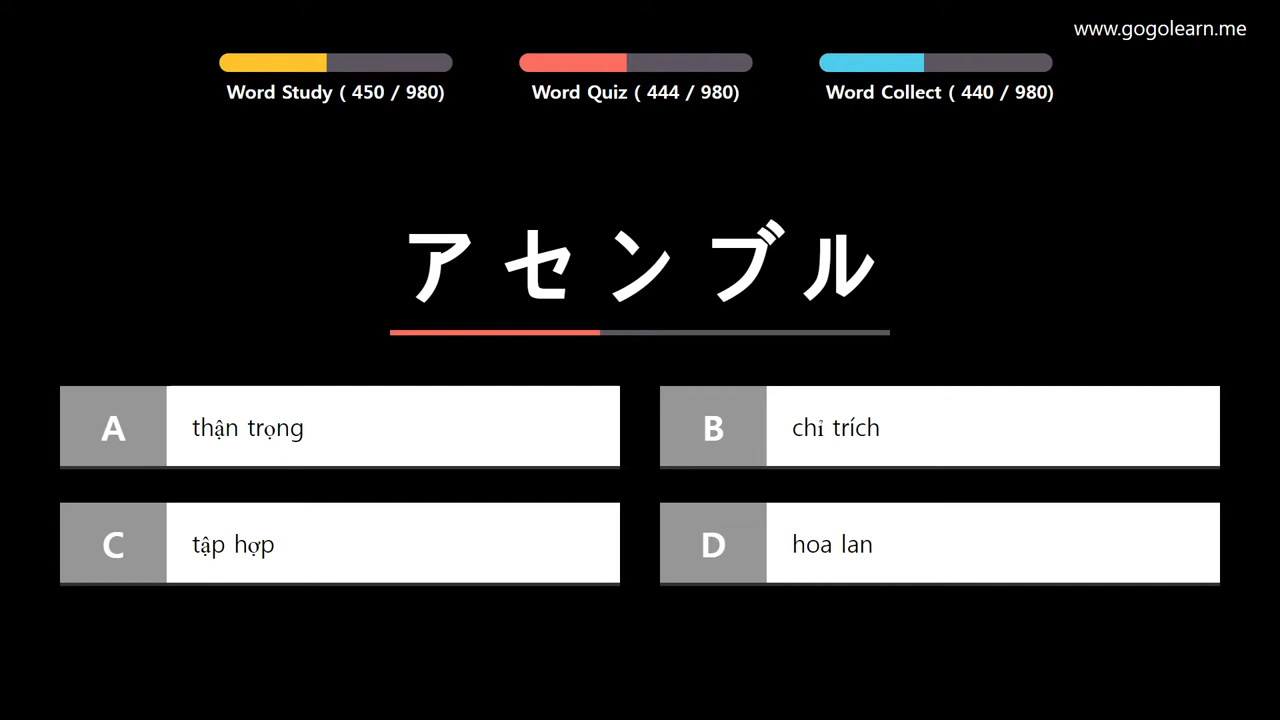 www.gogolearn.me
Word Study ( 450 / 980) Word Quiz ( 444 / 980) Word Collect ( 440 / 980)
アセンブル
A thận trọng
B chỉ trích
C tập hợp
D hoa lan